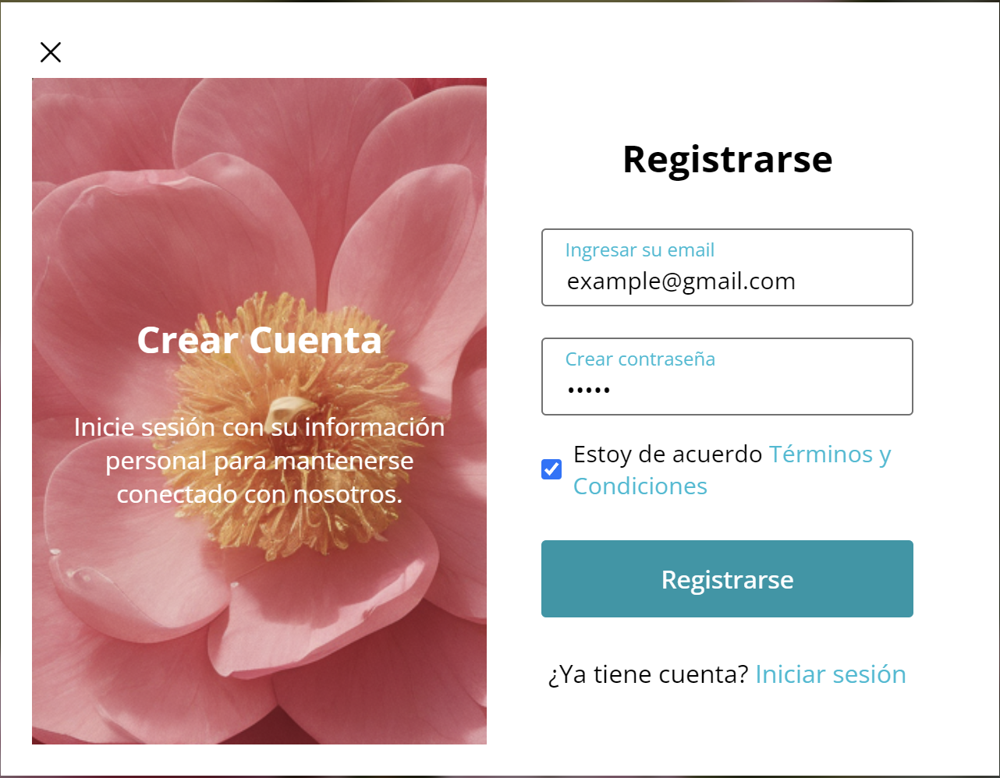 Crear Cuenta
Inicie sesión con su información
personal para mantenerse
conectado con nosotros.
Registrarse
Ingresar su email
example@gmail.com
Crear contraseña
•••••
Estoy de acuerdo Términos y
Condiciones
Registrarse
¿Ya tiene cuenta? Iniciar sesión